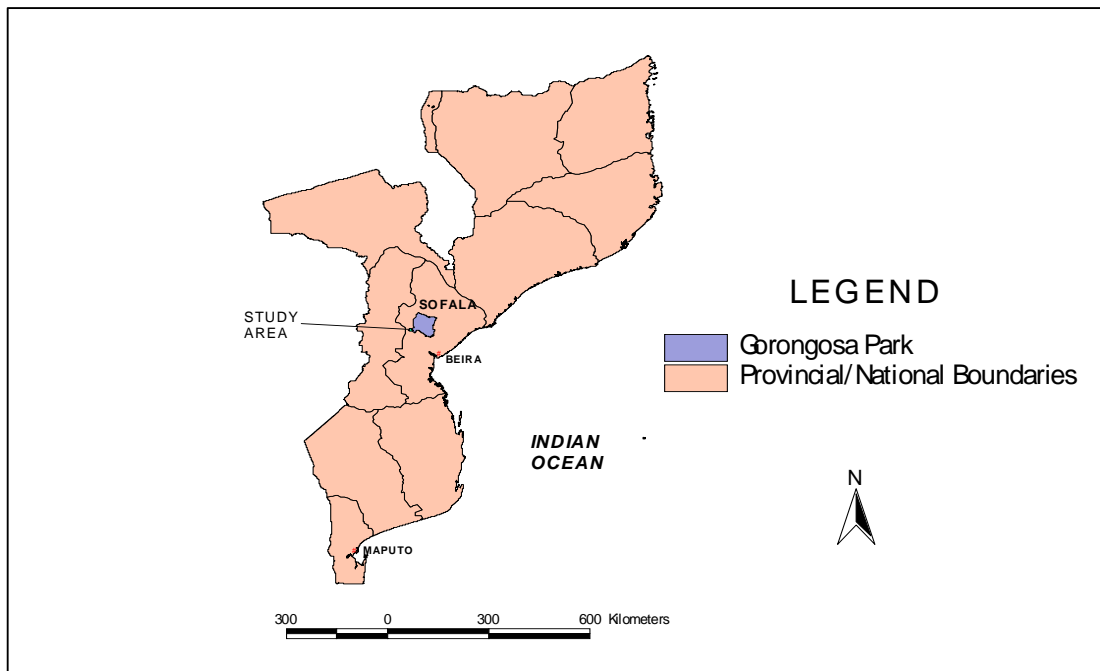 SOFALA
STUDY
AREA
BEIRA
LEGEND
Gorongosa Park
Provincial/National Boundaries
INDIAN
OCEAN
N
MAPUTO
300 0 300 600 Kilometers